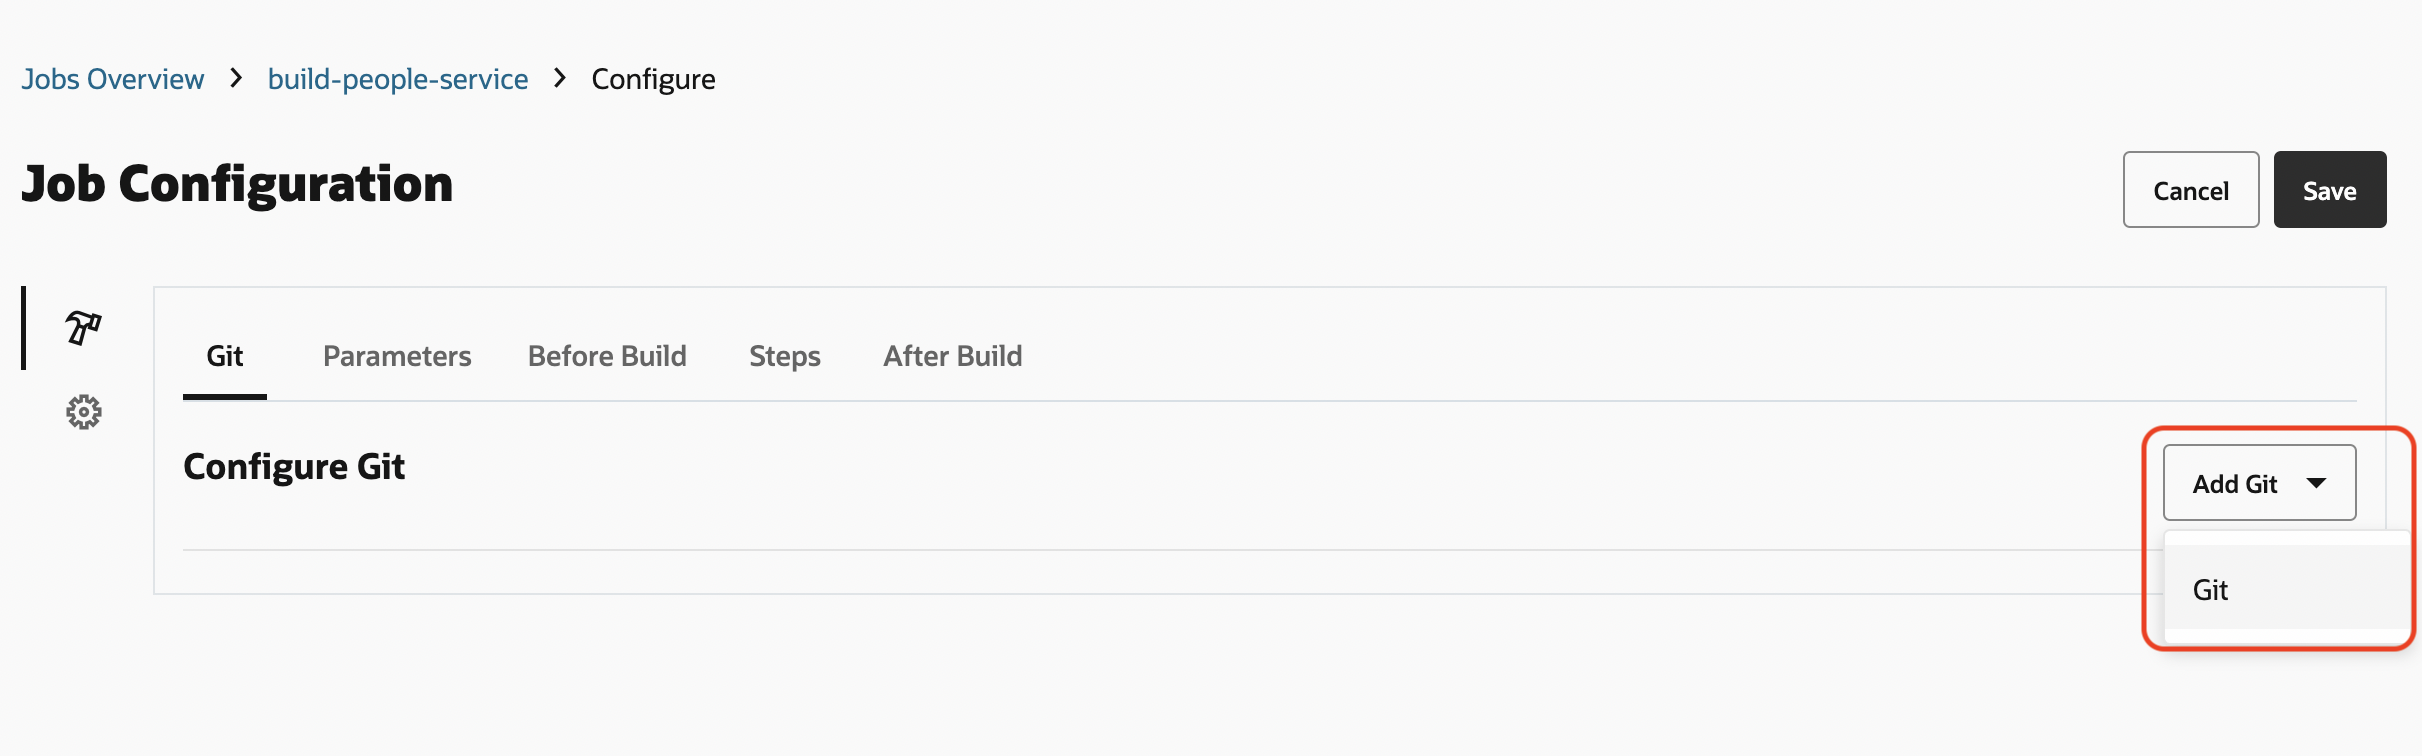 Jobs Overview > build-people-service > Configure
Job Configuration
Cancel Save
Git Parameters Before Build Steps After Build
Configure Git
Add Git
Git